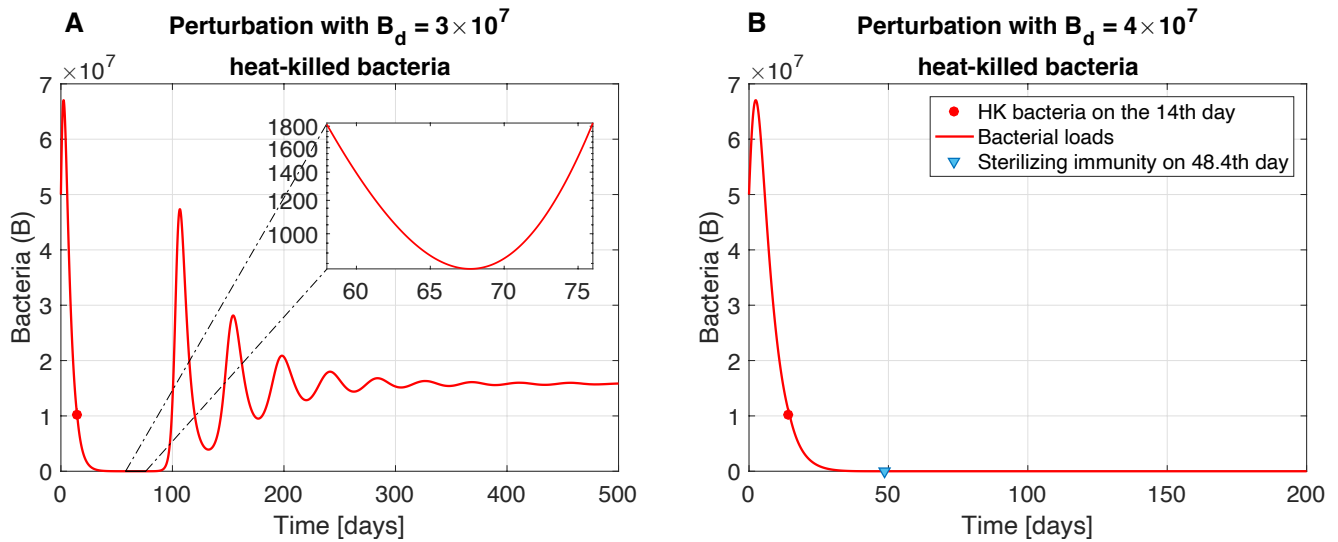 A
Perturbation with B_d = 3×10^7
heat-killed bacteria
×10^7
7
6
5
4
3
2
1
0
Bacteria (B)
0 100 200 300 400 500
Time [days]
1800
1600
1400
1200
1000
60 65 70 75
B
Perturbation with B_d = 4×10^7
heat-killed bacteria
×10^7
7
6
5
4
3
2
1
0
Bacteria (B)
0 50 100 150 200
Time [days]
HK bacteria on the 14th day
Bacterial loads
Sterilizing immunity on 48.4th day